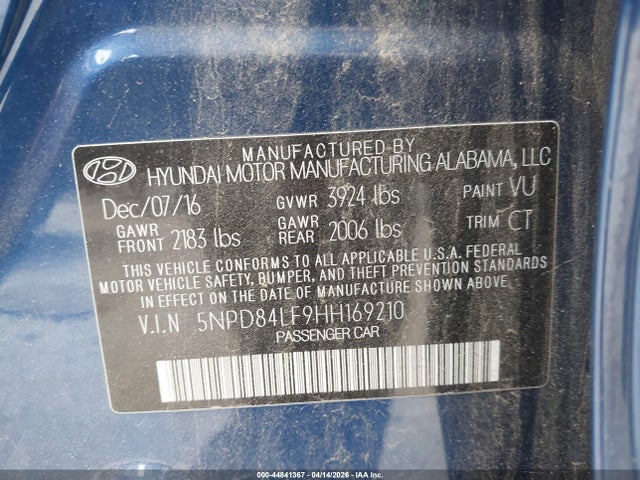 MANUFACTURED BY
HYUNDAI MOTOR MANUFACTURING ALABAMA, LLC
Dec/07/16 GVWR 3924 lbs PAINT VU
GAWR FRONT 2183 lbs GAWR REAR 2006 lbs TRIM CT
THIS VEHICLE CONFORMS TO ALL APPLICABLE U.S.A. FEDERAL
MOTOR VEHICLE SAFETY, BUMPER, AND THEFT PREVENTION STANDARDS
IN EFFECT ON THE DATE OF MANUFACTURE SHOWN ABOVE.
V.I.N 5NPD84LF9HH169210
PASSENGER CAR
000-44841367 - 04/14/2026 - IAAI.CA